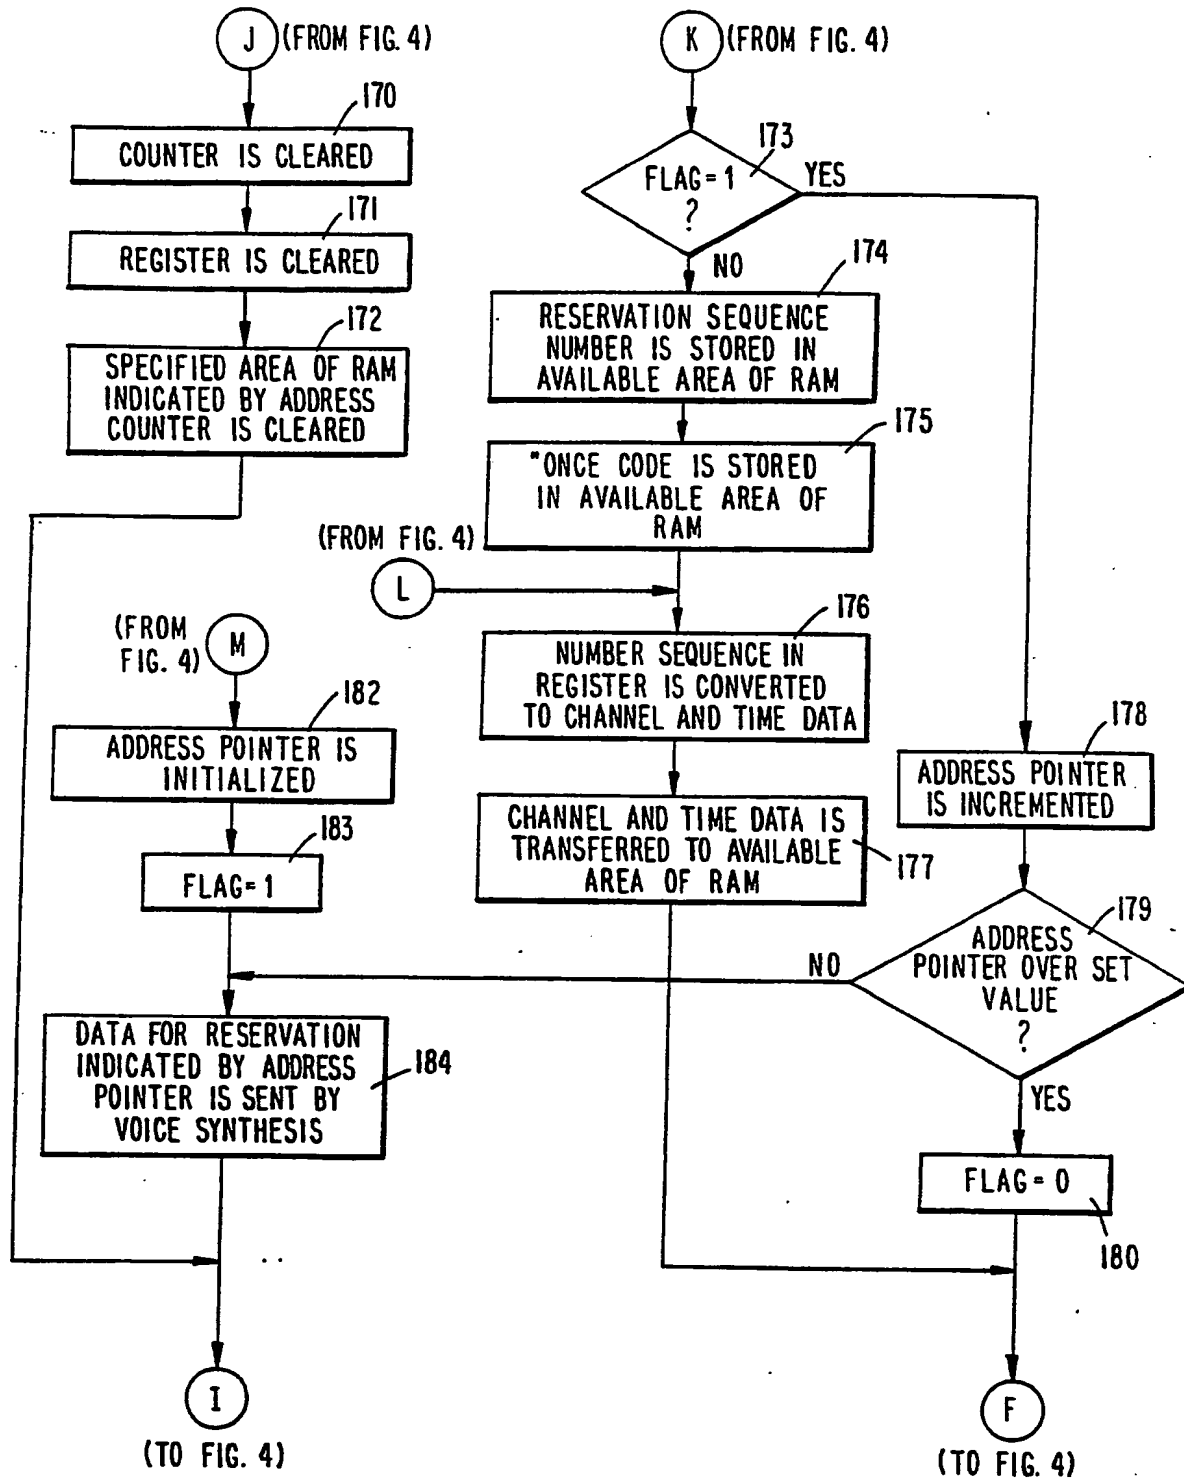 J (FROM FIG. 4)
170
COUNTER IS CLEARED
171
REGISTER IS CLEARED
172
SPECIFIED AREA OF RAM
INDICATED BY ADDRESS
COUNTER IS CLEARED
K (FROM FIG. 4)
173
FLAG=1
?
YES
NO
174
RESERVATION SEQUENCE
NUMBER IS STORED IN
AVAILABLE AREA OF RAM
175
"ONCE CODE IS STORED
IN AVAILABLE AREA OF
RAM
(FROM FIG. 4)
L
176
NUMBER SEQUENCE IN
REGISTER IS CONVERTED
TO CHANNEL AND TIME DATA
CHANNEL AND TIME DATA IS
TRANSFERRED TO AVAILABLE
AREA OF RAM
177
178
ADDRESS POINTER
IS INCREMENTED
179
ADDRESS
POINTER OVER SET
VALUE
?
NO
YES
FLAG=0
180
(FROM
FIG. 4)
M
182
ADDRESS POINTER IS
INITIALIZED
183
FLAG=1
DATA FOR RESERVATION
INDICATED BY ADDRESS
POINTER IS SENT BY
VOICE SYNTHESIS
184
I
(TO FIG. 4)
F
(TO FIG. 4)